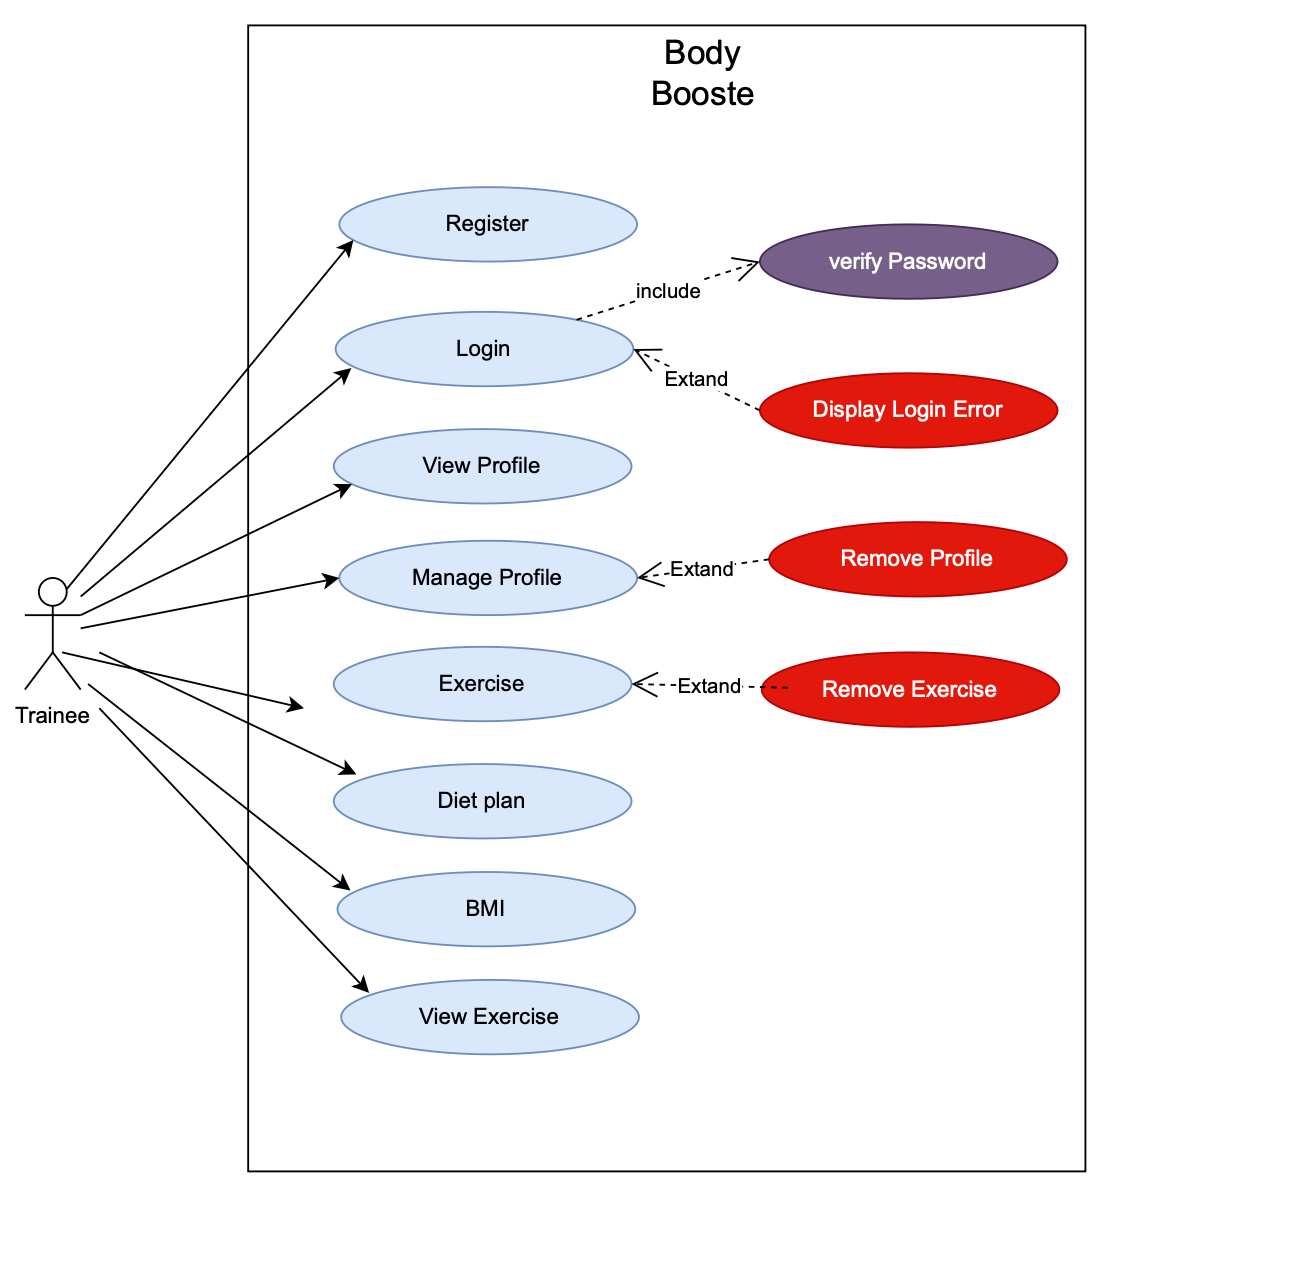 Body
Booste
Register
verify Password
include
Login
Extand
Display Login Error
View Profile
Manage Profile
Extand
Remove Profile
Exercise
Extand
Remove Exercise
Trainee
Diet plan
BMI
View Exercise